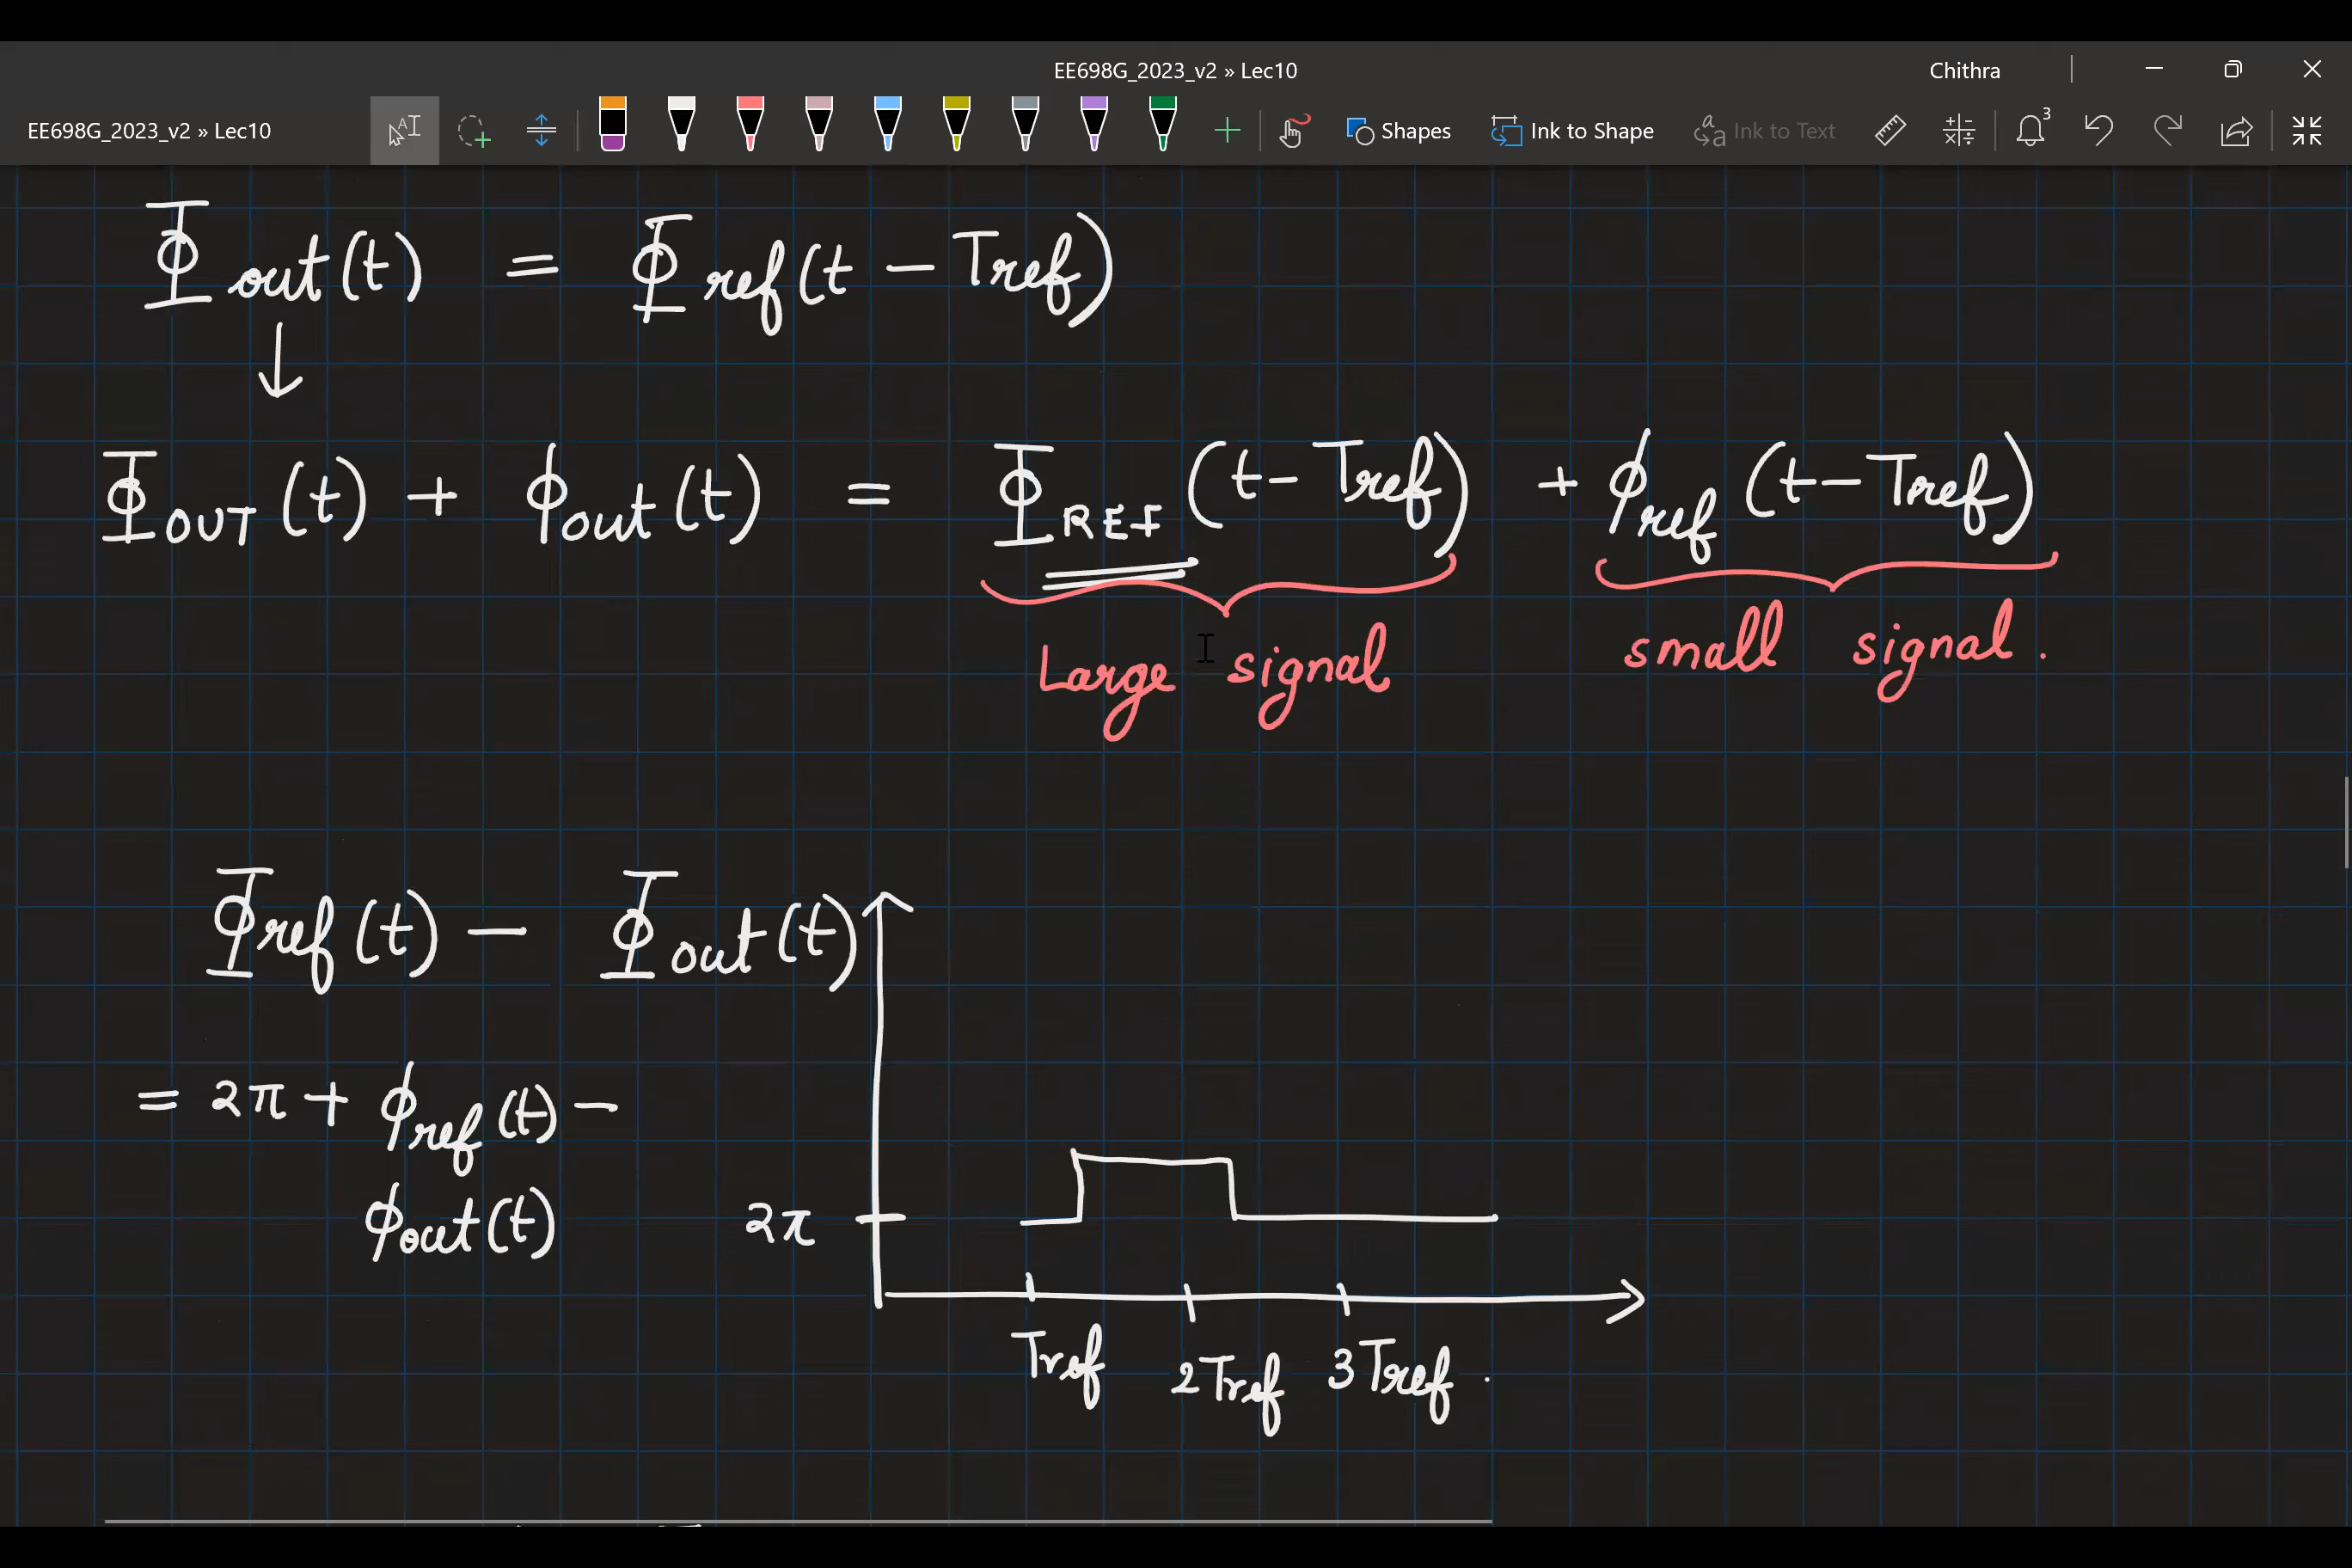 EE698G_2023_v2 » Lec10
Chithra
EE698G_2023_v2 » Lec10
Shapes
Ink to Shape
Ink to Text
3
Φout(t) = Φref(t − Tref)
↓
ΦOUT(t) + ϕout(t) = ΦREF(t − Tref) + ϕref(t − Tref)
Large signal
small signal.
Φref(t) − Φout(t)
= 2π + ϕref(t) −
ϕout(t)
2π
Tref 2Tref 3Tref.